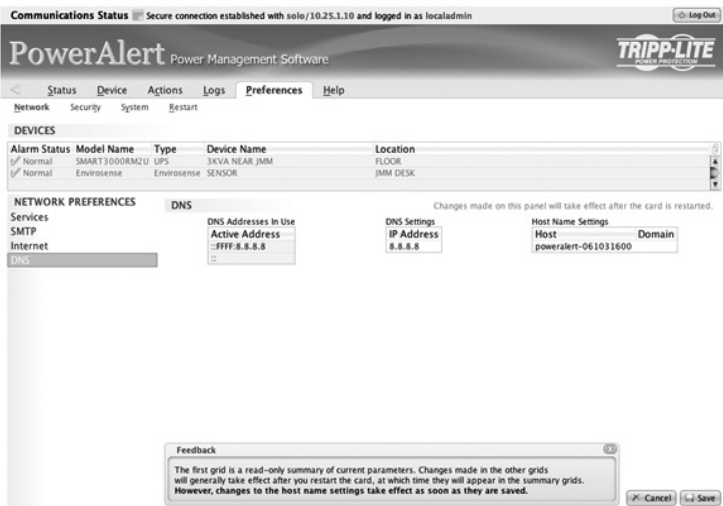 Communications Status Secure connection established with solo/10.25.1.10 and logged in as localadmin Log Out
PowerAlert Power Management Software TRIPP·LITE
POWER PROTECTION
Status Device Actions Logs Preferences Help
Network Security System Restart
DEVICES
Alarm Status Model Name Type Device Name Location
Normal SMART3000RM2U UPS 3KVA NEAR JMM FLOOR
Normal Envirosense Envirosense SENSOR JMM DESK
NETWORK PREFERENCES DNS Changes made on this panel will take effect after the card is restarted.
Services
SMTP
Internet
DNS
DNS Addresses In Use
Active Address
::FFFF:8.8.8.8
::
DNS Settings
IP Address
8.8.8.8
Host Name Settings
Host Domain
poweralert-061031600
Feedback
The first grid is a read-only summary of current parameters. Changes made in the other grids
will generally take effect after you restart the card, at which time they will appear in the summary grids.
However, changes to the host name settings take effect as soon as they are saved.
Cancel Save